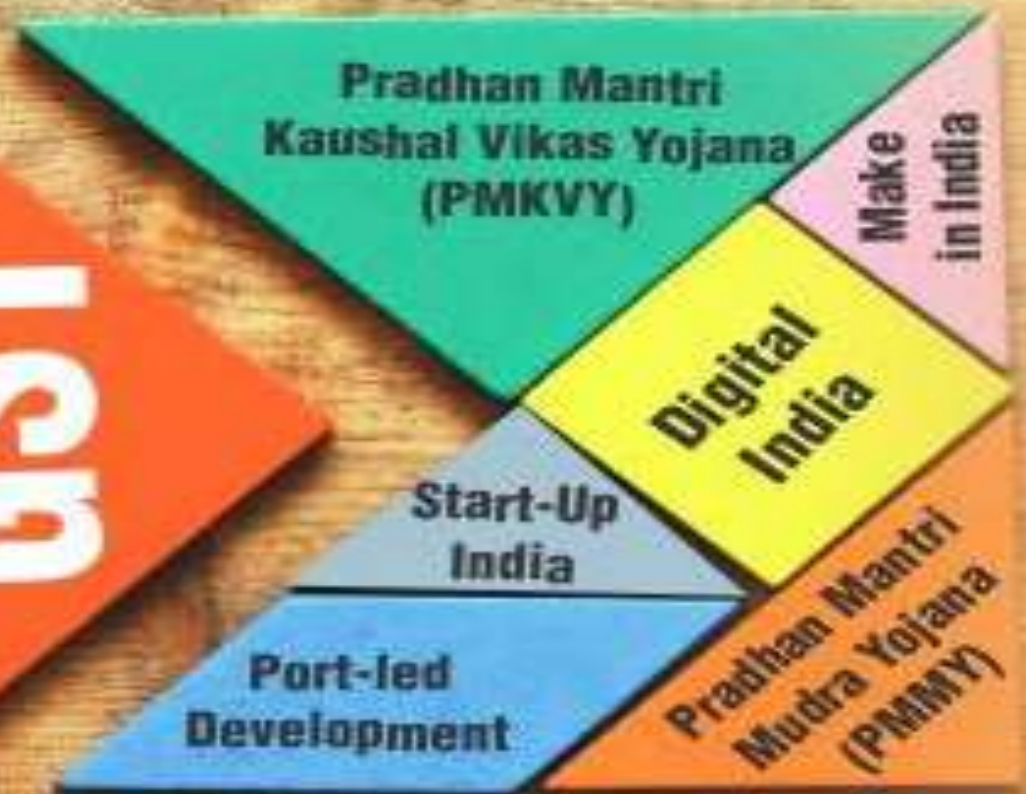 Pradhan Mantri
Kaushal Vikas Yojana
(PMKVY)
Make
in India
Digital
India
GST
Start-Up
India
Port-led
Development
Pradhan Mantri
Mudra Yojana
(PMMY)